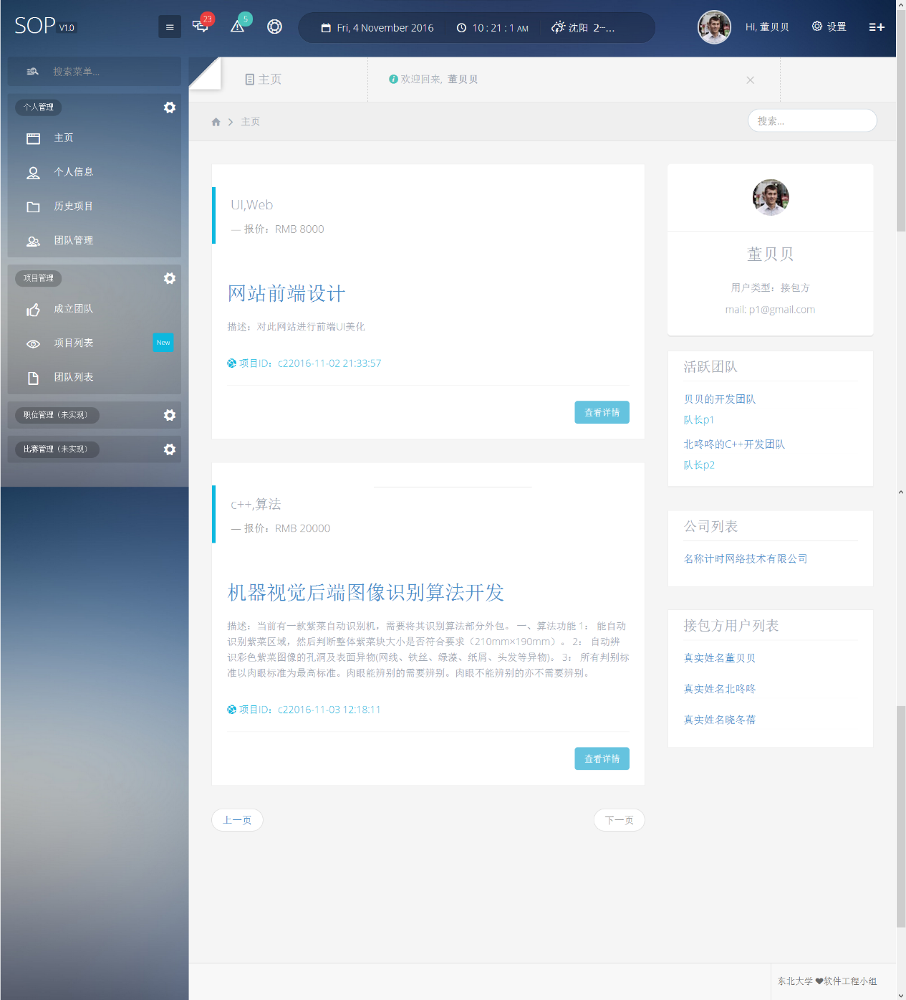 SOP V1.0
23
5
Fri, 4 November 2016
10 : 21 : 1 AM
沈阳 2~...
Hi, 董贝贝
设置
搜索菜单...
个人管理
主页
个人信息
历史项目
团队管理
项目管理
成立团队
项目列表
New
团队列表
职位管理（未实现）
比赛管理（未实现）
主页
欢迎回来, 董贝贝
主页
搜索...
UI,Web
— 报价：RMB 8000
网站前端设计
描述：对此网站进行前端UI美化
项目ID：c22016-11-02 21:33:57
查看详情
c++,算法
— 报价：RMB 20000
机器视觉后端图像识别算法开发
描述：当前有一款紫菜自动识别机，需要将其识别算法部分外包。 一、算法功能 1： 能自动
识别紫菜区域，然后判断整体紫菜块大小是否符合要求（210mm×190mm）。 2： 自动辨
识彩色紫菜图像的孔洞及表面异物(网线、铁丝、绿藻、纸屑、头发等异物)。 3： 所有判别标
准以肉眼标准为最高标准。肉眼能辨别的需要辨别。肉眼不能辨别的亦不需要辨别。
项目ID：c22016-11-03 12:18:11
查看详情
上一页
下一页
董贝贝
用户类型：接包方
mail: p1@gmail.com
活跃团队
贝贝的开发团队
队长p1
北咚咚的C++开发团队
队长p2
公司列表
名称计时网络技术有限公司
接包方用户列表
真实姓名董贝贝
真实姓名北咚咚
真实姓名晓冬蓓
东北大学 ❤软件工程小组